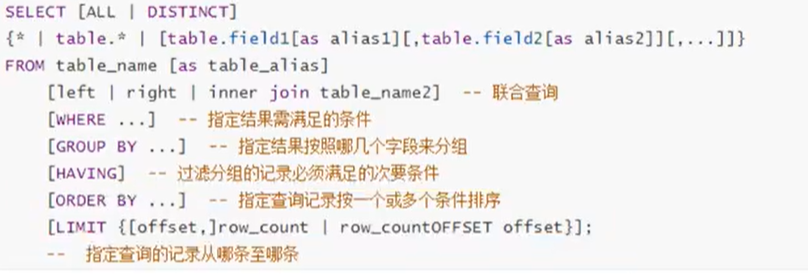 SELECT [ALL | DISTINCT]
{* | table.* | [table.field1[as alias1][,table.field2[as alias2]][,...]]}
FROM table_name [as table_alias]
[left | right | inner join table_name2] -- 联合查询
[WHERE ...] -- 指定结果需满足的条件
[GROUP BY ...] -- 指定结果按照哪几个字段来分组
[HAVING] -- 过滤分组的记录必须满足的次要条件
[ORDER BY ...] -- 指定查询记录按一个或多个条件排序
[LIMIT {[offset,]row_count | row_countOFFSET offset}];
-- 指定查询的记录从哪条至哪条